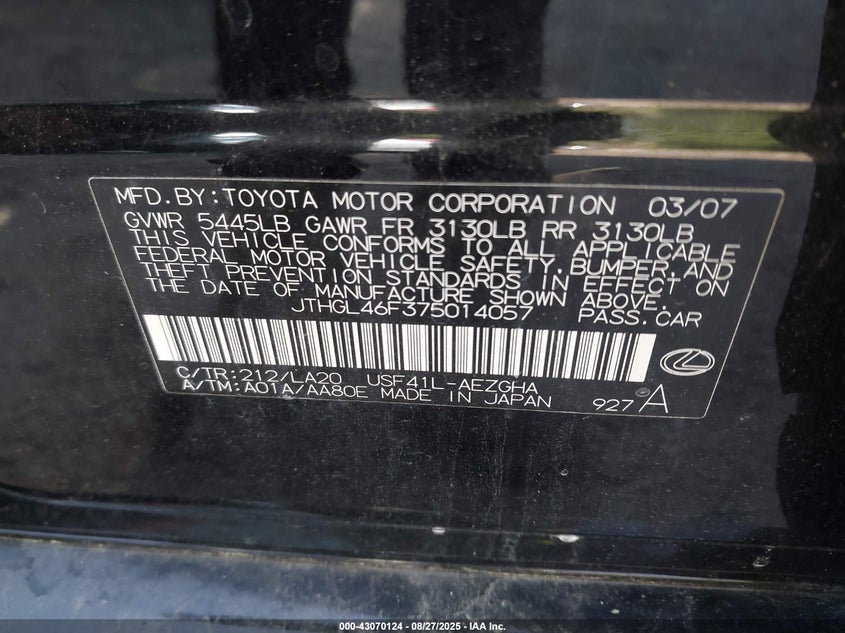 MFD. BY: TOYOTA MOTOR CORPORATION 03/07
GVWR 5445LB GAWR FR 3130LB RR 3130LB
THIS VEHICLE CONFORMS TO ALL APPLICABLE
FEDERAL MOTOR VEHICLE SAFETY, BUMPER, AND
THEFT PREVENTION STANDARDS IN EFFECT ON
THE DATE OF MANUFACTURE SHOWN ABOVE.
JTHGL46F375014057 PASS. CAR
C/TR: 212/LA20 USF41L-AEZGHA
A/TM: A01A/AA80E MADE IN JAPAN 927A
000-43070124 - 08/27/2025 - IAA Inc.